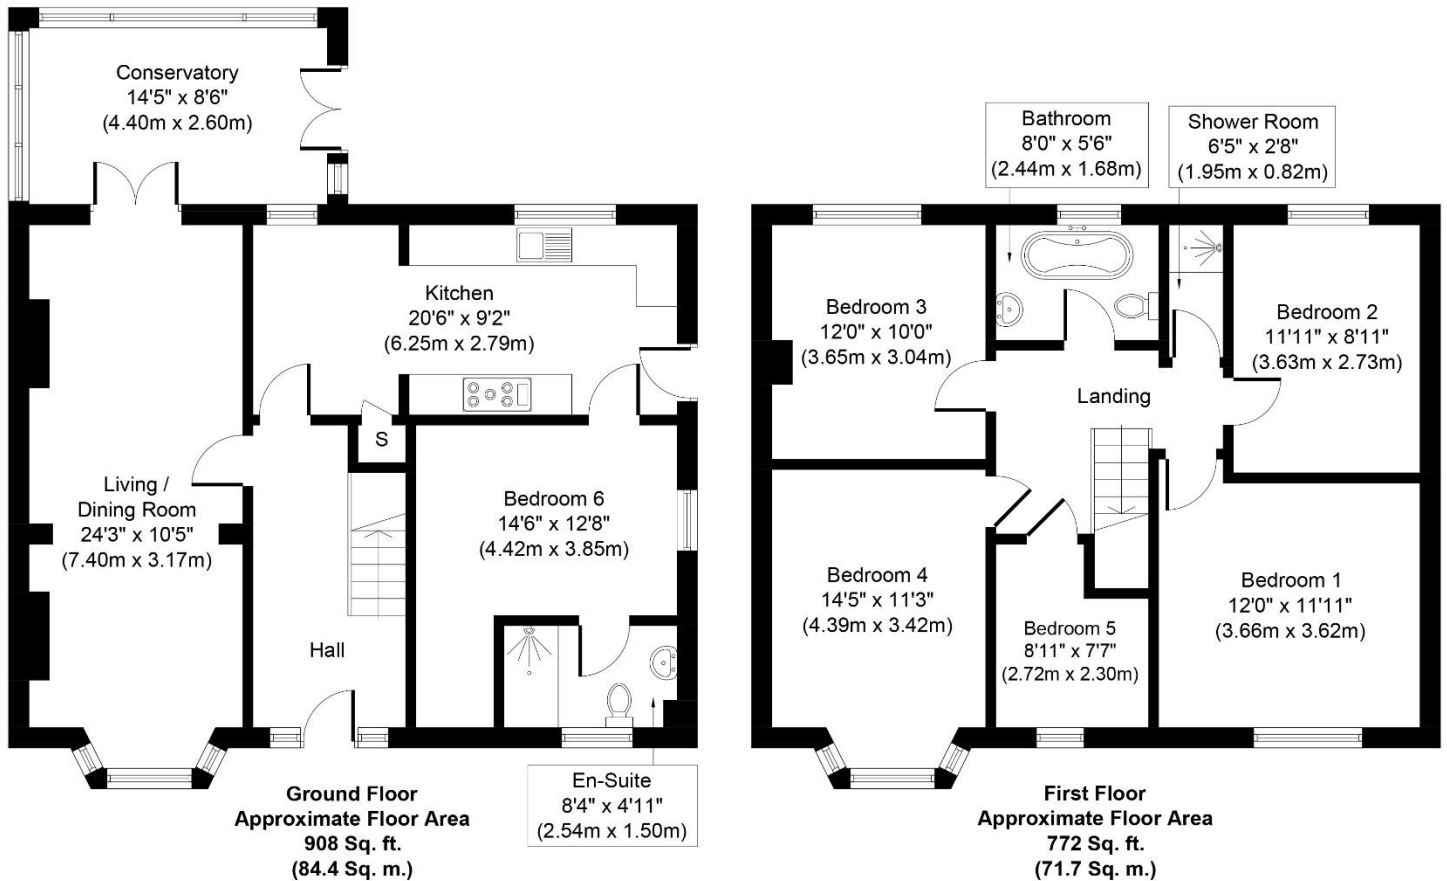 Conservatory
14'5" x 8'6"
(4.40m x 2.60m)
Kitchen
20'6" x 9'2"
(6.25m x 2.79m)
S
Living /
Dining Room
24'3" x 10'5"
(7.40m x 3.17m)
Bedroom 6
14'6" x 12'8"
(4.42m x 3.85m)
Hall
En-Suite
8'4" x 4'11"
(2.54m x 1.50m)
Ground Floor
Approximate Floor Area
908 Sq. ft.
(84.4 Sq. m.)
Bathroom
8'0" x 5'6"
(2.44m x 1.68m)
Shower Room
6'5" x 2'8"
(1.95m x 0.82m)
Bedroom 3
12'0" x 10'0"
(3.65m x 3.04m)
Bedroom 2
11'11" x 8'11"
(3.63m x 2.73m)
Landing
Bedroom 4
14'5" x 11'3"
(4.39m x 3.42m)
Bedroom 5
8'11" x 7'7"
(2.72m x 2.30m)
Bedroom 1
12'0" x 11'11"
(3.66m x 3.62m)
First Floor
Approximate Floor Area
772 Sq. ft.
(71.7 Sq. m.)